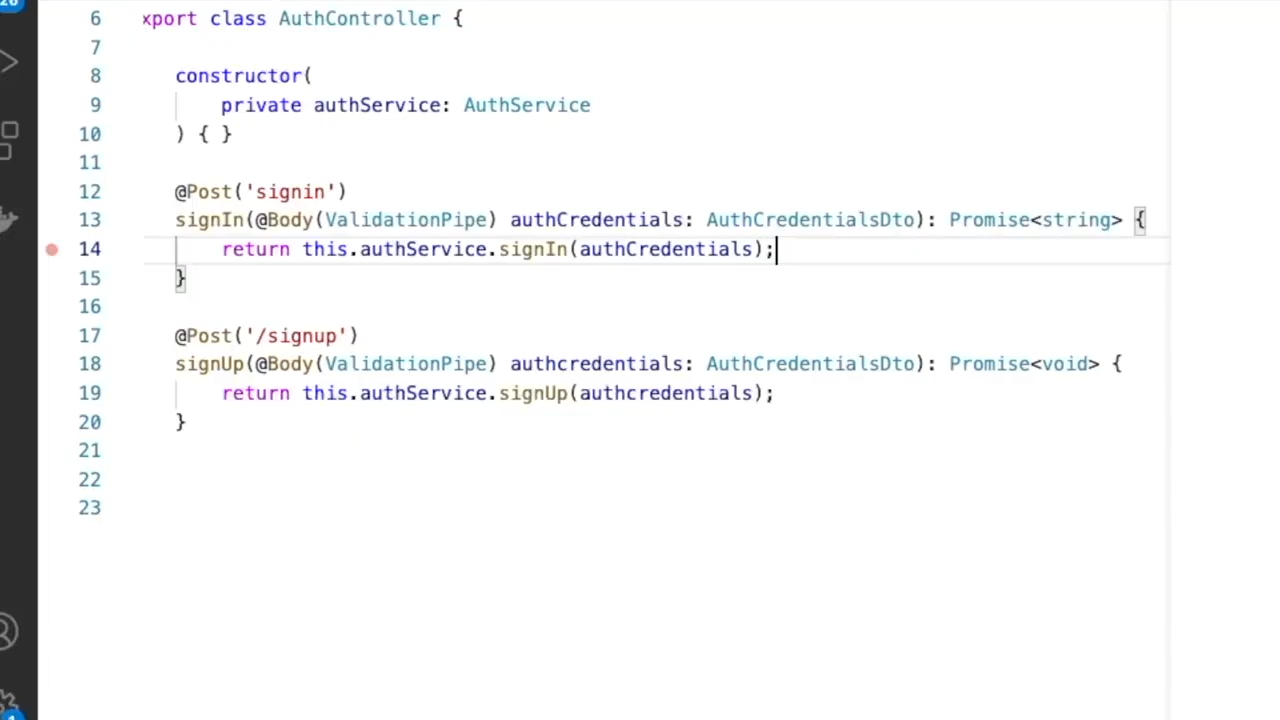 26
6 xport class AuthController {
7
8 constructor(
9 private authService: AuthService
10 ) { }
11
12 @Post('signin')
13 signIn(@Body(ValidationPipe) authCredentials: AuthCredentialsDto): Promise<string> {
14 return this.authService.signIn(authCredentials);
15 }
16
17 @Post('/signup')
18 signUp(@Body(ValidationPipe) authcredentials: AuthCredentialsDto): Promise<void> {
19 return this.authService.signUp(authcredentials);
20 }
21
22
23
1